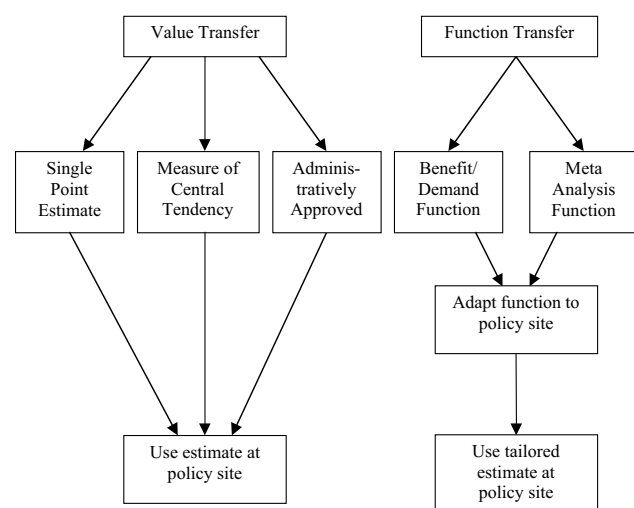 Value Transfer
Function Transfer
Single
Point
Estimate
Measure of
Central
Tendency
Adminis-
tratively
Approved
Benefit/
Demand
Function
Meta
Analysis
Function
Adapt function to
policy site
Use estimate at
policy site
Use tailored
estimate at
policy site